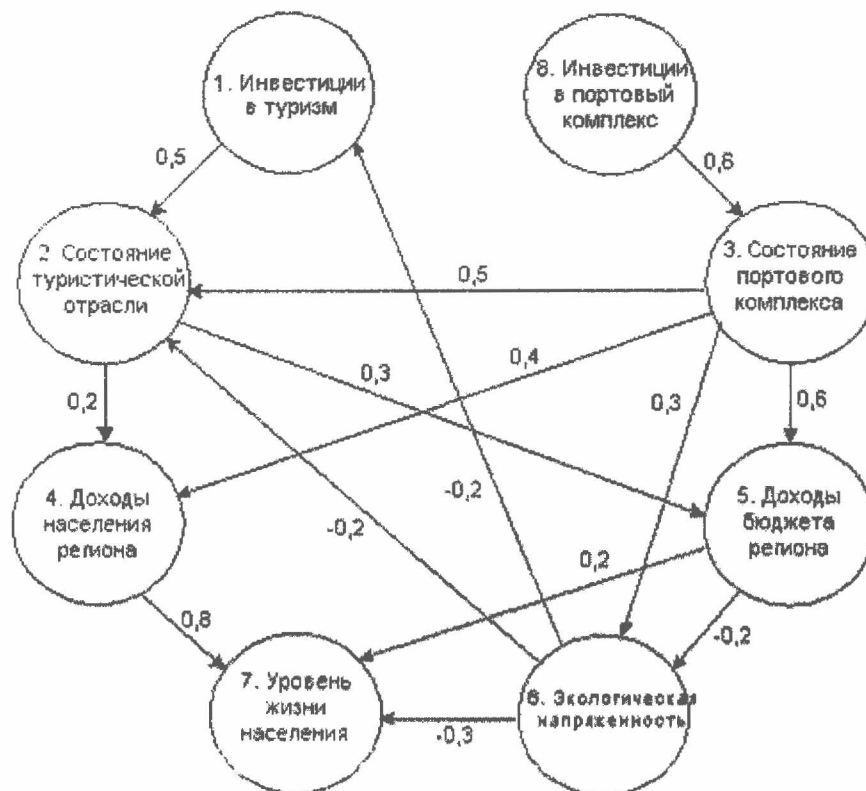 1. Инвестиции
в туризм
8. Инвестиции
в портовый
комплекс
0,5
0,6
2. Состояние
туристической
отрасли
3. Состояние
портового
комплекса
0,5
0,4
0,3
0,2
0,3
0,6
4. Доходы
населения
региона
-0,2
-0,2
5. Доходы
бюджета
региона
0,2
0,8
-0,2
7. Уровень
жизни
населения
-0,3
6. Экологическая
напряженность